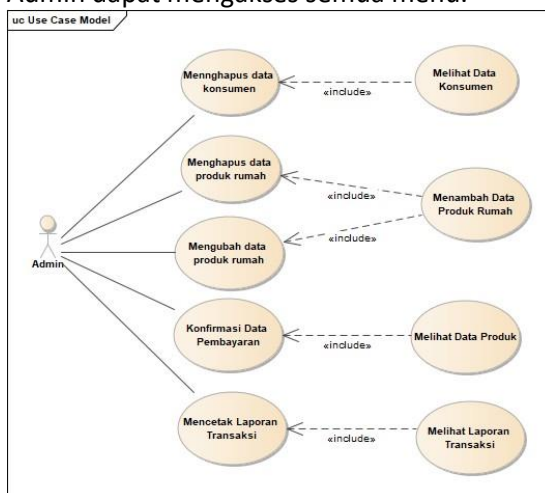 Admin dapat mengakses semua menu.
uc Use Case Model
Mennghapus data
konsumen
«include»
Melihat Data
Konsumen
Menghapus data
produk rumah
«include»
Menambah Data
Produk Rumah
Mengubah data
produk rumah
«include»
Admin
Konfirmasi Data
Pembayaran
«include»
Melihat Data Produk
Mencetak Laporan
Transaksi
«include»
Melihat Laporan
Transaksi